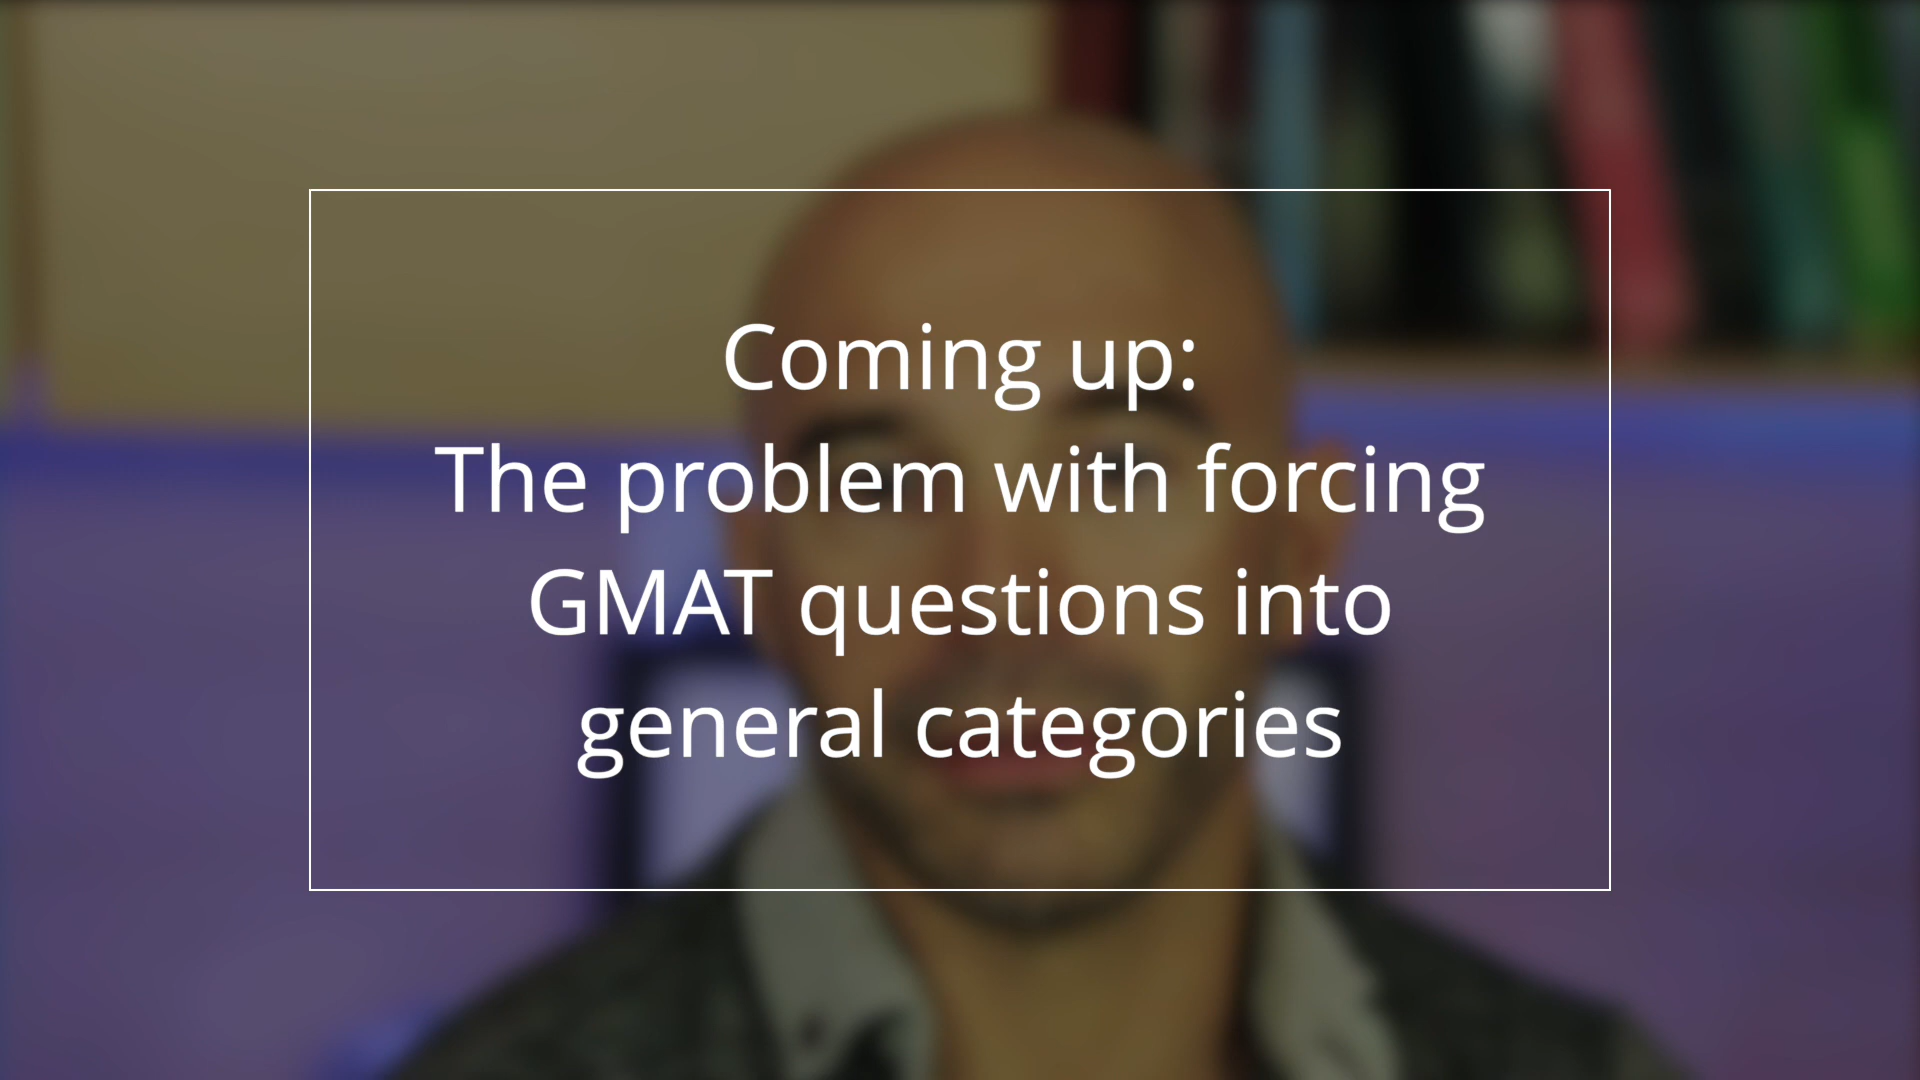 Coming up:
The problem with forcing
GMAT questions into
general categories